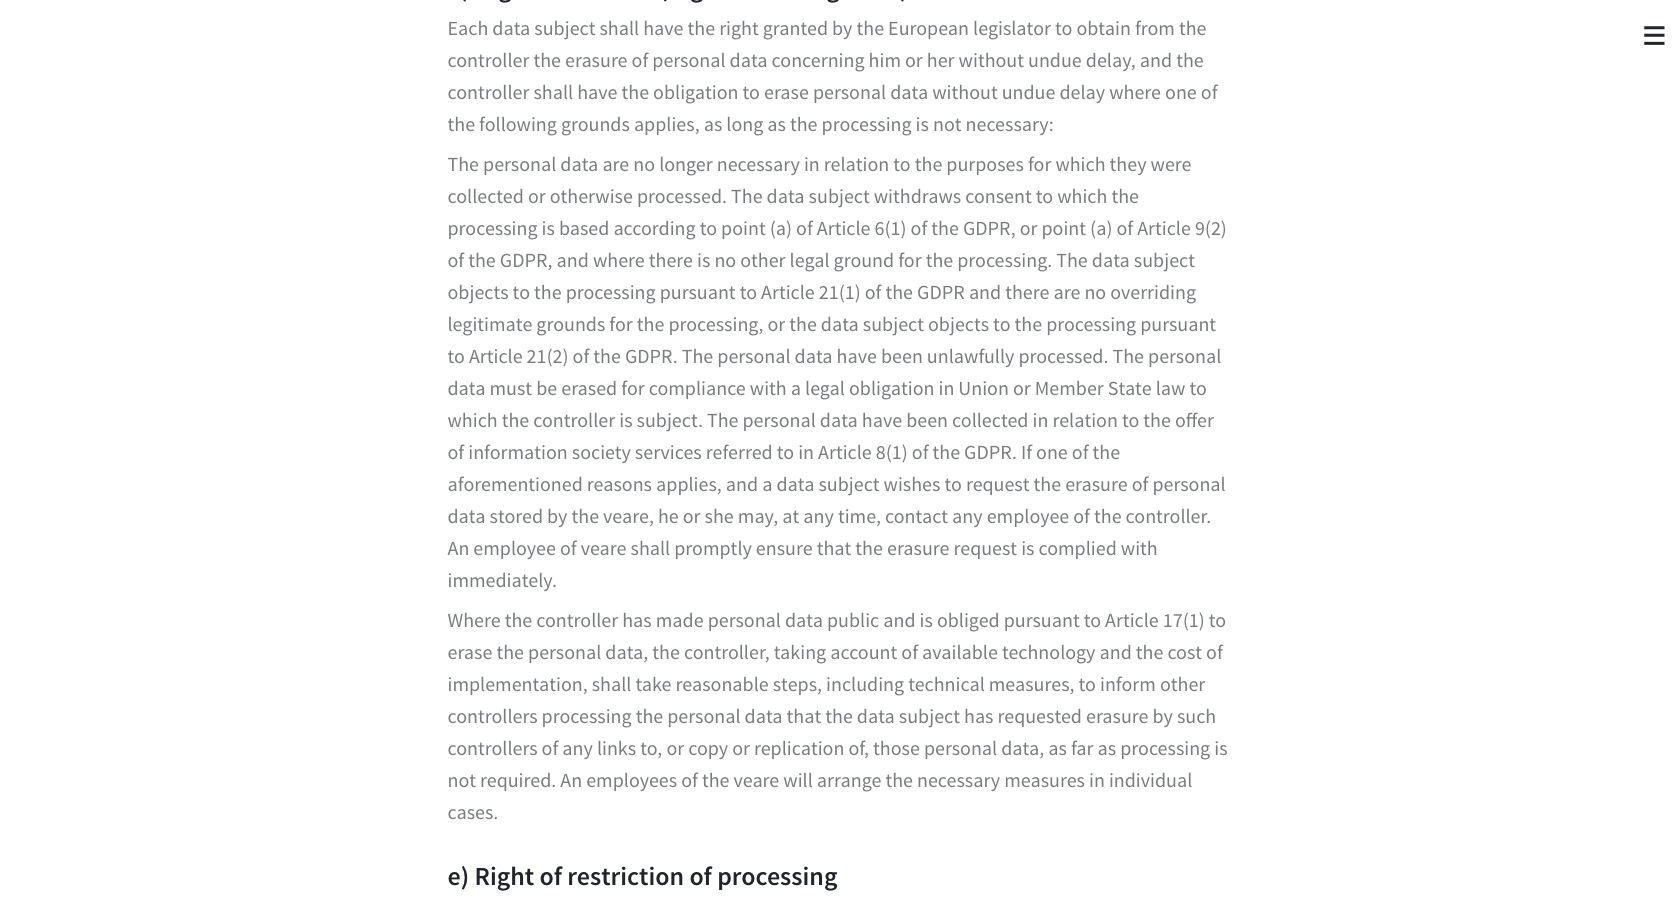 Each data subject shall have the right granted by the European legislator to obtain from the
controller the erasure of personal data concerning him or her without undue delay, and the
controller shall have the obligation to erase personal data without undue delay where one of
the following grounds applies, as long as the processing is not necessary:
The personal data are no longer necessary in relation to the purposes for which they were
collected or otherwise processed. The data subject withdraws consent to which the
processing is based according to point (a) of Article 6(1) of the GDPR, or point (a) of Article 9(2)
of the GDPR, and where there is no other legal ground for the processing. The data subject
objects to the processing pursuant to Article 21(1) of the GDPR and there are no overriding
legitimate grounds for the processing, or the data subject objects to the processing pursuant
to Article 21(2) of the GDPR. The personal data have been unlawfully processed. The personal
data must be erased for compliance with a legal obligation in Union or Member State law to
which the controller is subject. The personal data have been collected in relation to the offer
of information society services referred to in Article 8(1) of the GDPR. If one of the
aforementioned reasons applies, and a data subject wishes to request the erasure of personal
data stored by the veare, he or she may, at any time, contact any employee of the controller.
An employee of veare shall promptly ensure that the erasure request is complied with
immediately.
Where the controller has made personal data public and is obliged pursuant to Article 17(1) to
erase the personal data, the controller, taking account of available technology and the cost of
implementation, shall take reasonable steps, including technical measures, to inform other
controllers processing the personal data that the data subject has requested erasure by such
controllers of any links to, or copy or replication of, those personal data, as far as processing is
not required. An employees of the veare will arrange the necessary measures in individual
cases.
e) Right of restriction of processing